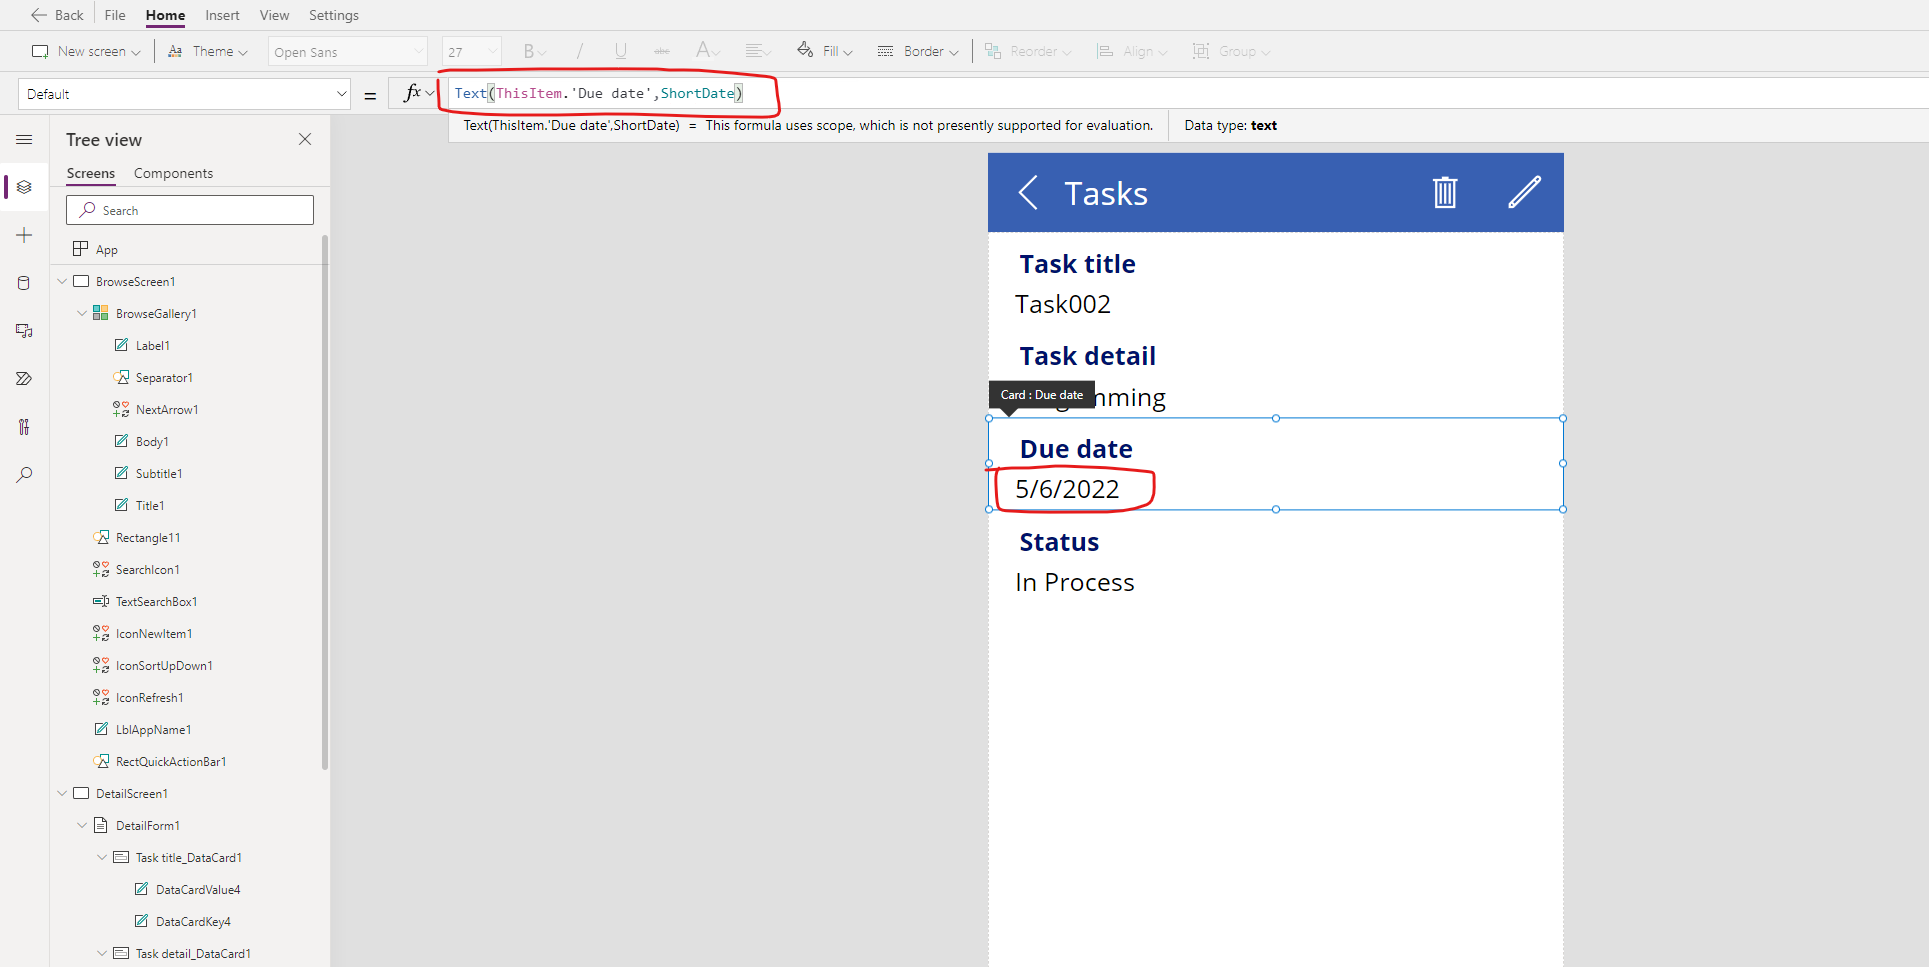 Back File Home Insert View Settings
New screen Theme Open Sans 27 B / U abc A Fill Border Reorder Align Group
Default = fx Text(ThisItem.'Due date',ShortDate)
Text(ThisItem.'Due date',ShortDate) = This formula uses scope, which is not presently supported for evaluation. Data type: text
Tree view
Screens Components
Search
App
BrowseScreen1
BrowseGallery1
Label1
Separator1
NextArrow1
Body1
Subtitle1
Title1
Rectangle11
SearchIcon1
TextSearchBox1
IconNewItem1
IconSortUpDown1
IconRefresh1
LblAppName1
RectQuickActionBar1
DetailScreen1
DetailForm1
Task title_DataCard1
DataCardValue4
DataCardKey4
Task detail_DataCard1
Tasks
Task title
Task002
Task detail
Card : Due date
Due date
5/6/2022
Status
In Process